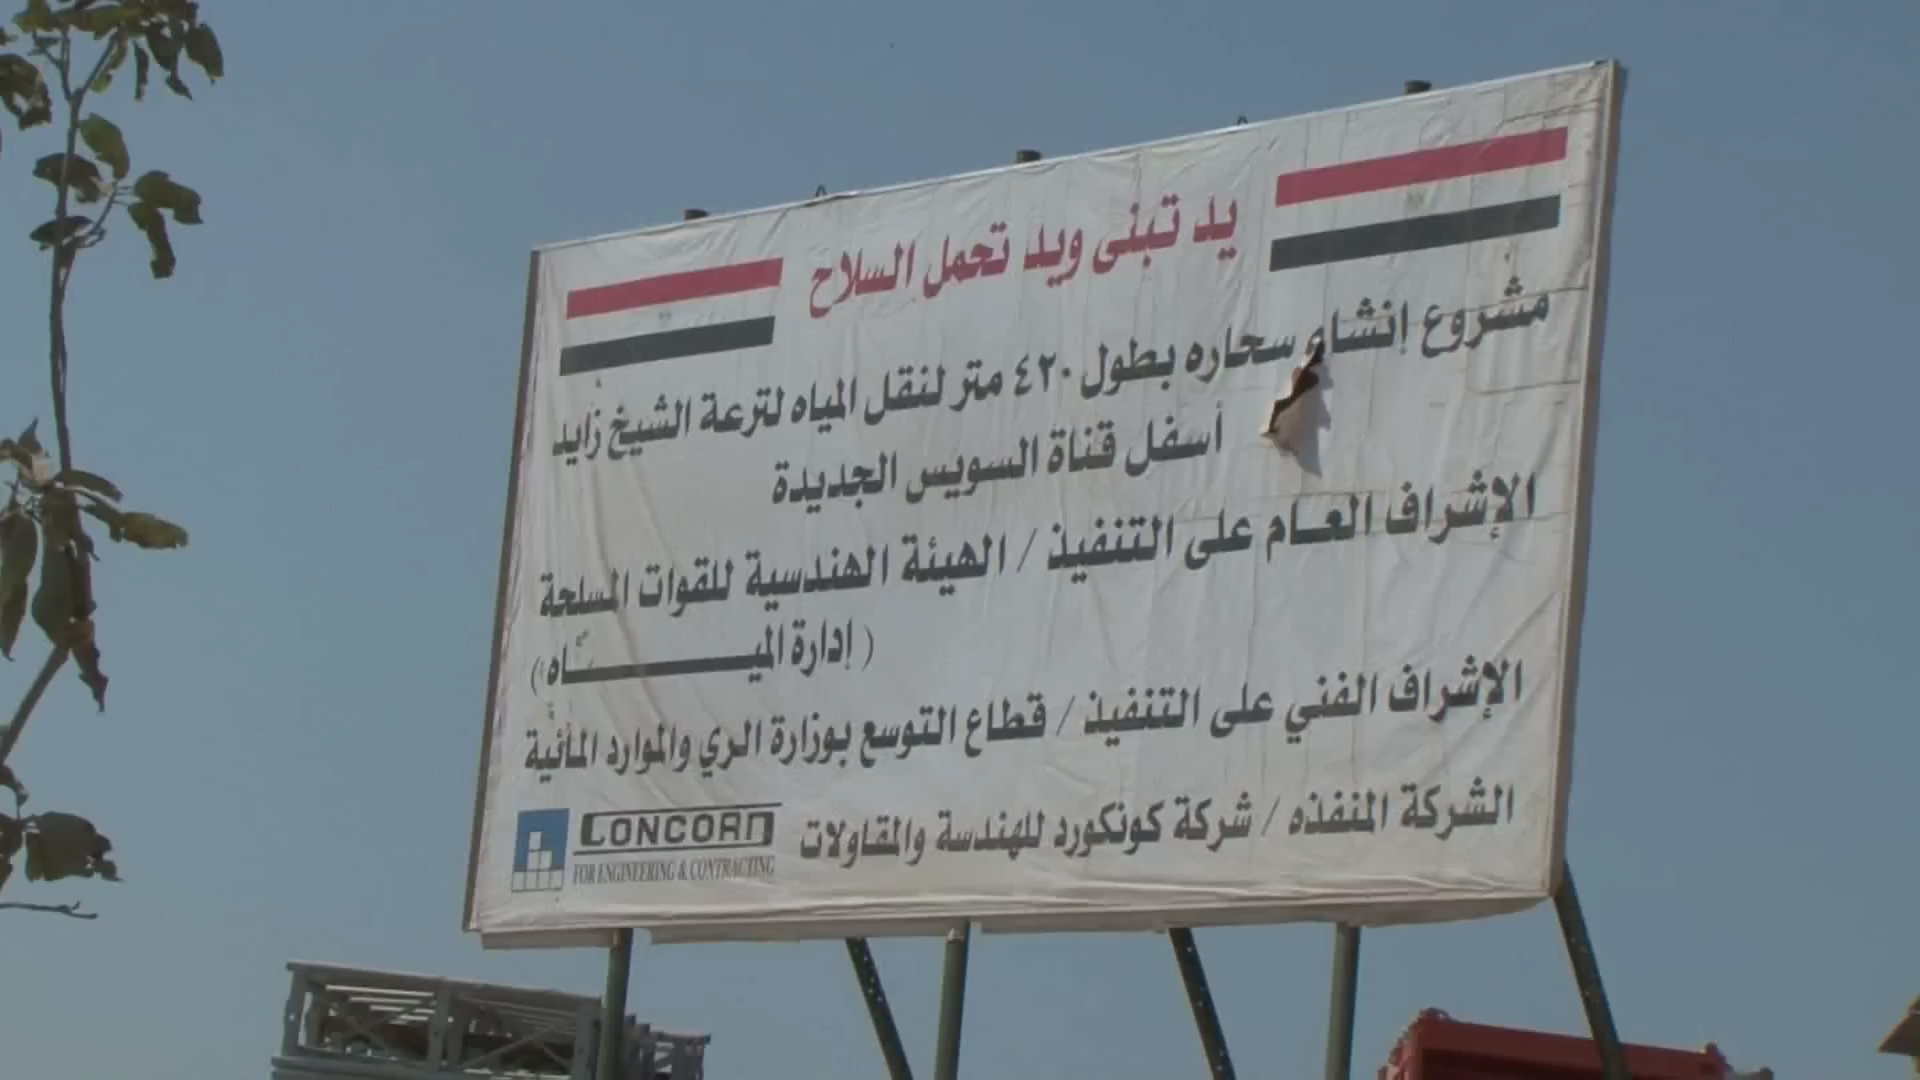 يد تبنى ويد تحمل السلاح
مشروع إنشاء سحاره بطول ٤٢٠ متر لنقل المياه لترعة الشيخ زايد
أسفل قناة السويس الجديدة
الإشراف العام على التنفيذ / الهيئة الهندسية للقوات المسلحة
( إدارة الميـــــــــــاه )
الإشراف الفني على التنفيذ / قطاع التوسع بوزارة الري والموارد المائية
الشركة المنفذه / شركة كونكورد للهندسة والمقاولات
CONCORD
FOR ENGINEERING & CONTRACTING